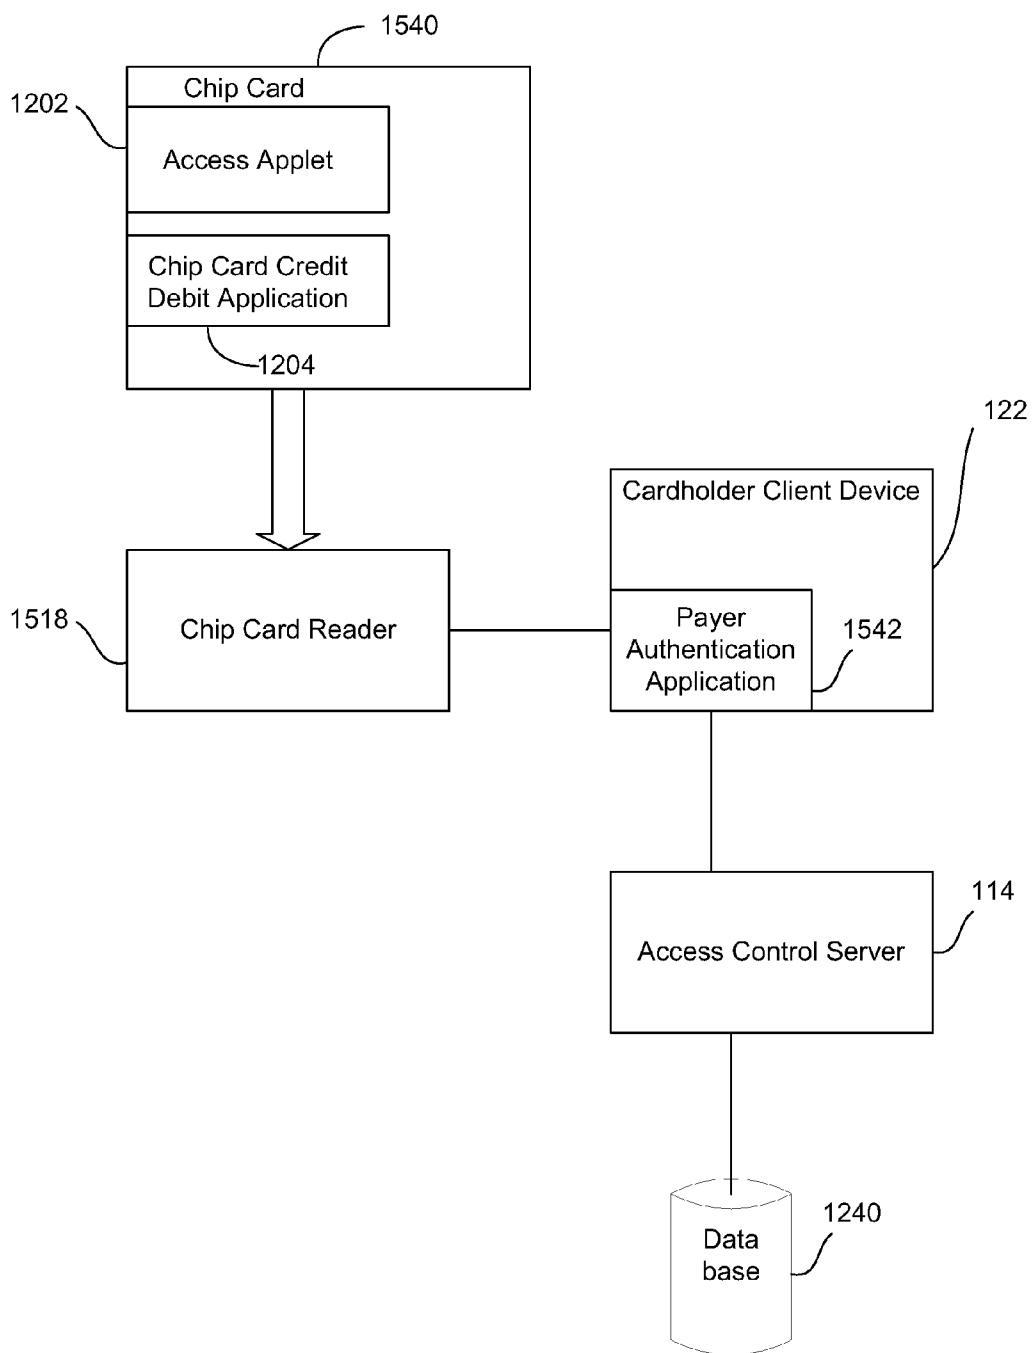 1540
Chip Card
1202
Access Applet
Chip Card Credit
Debit Application
1204
122
Cardholder Client Device
1518
Chip Card Reader
Payer
Authentication
Application
1542
114
Access Control Server
1240
Data
base